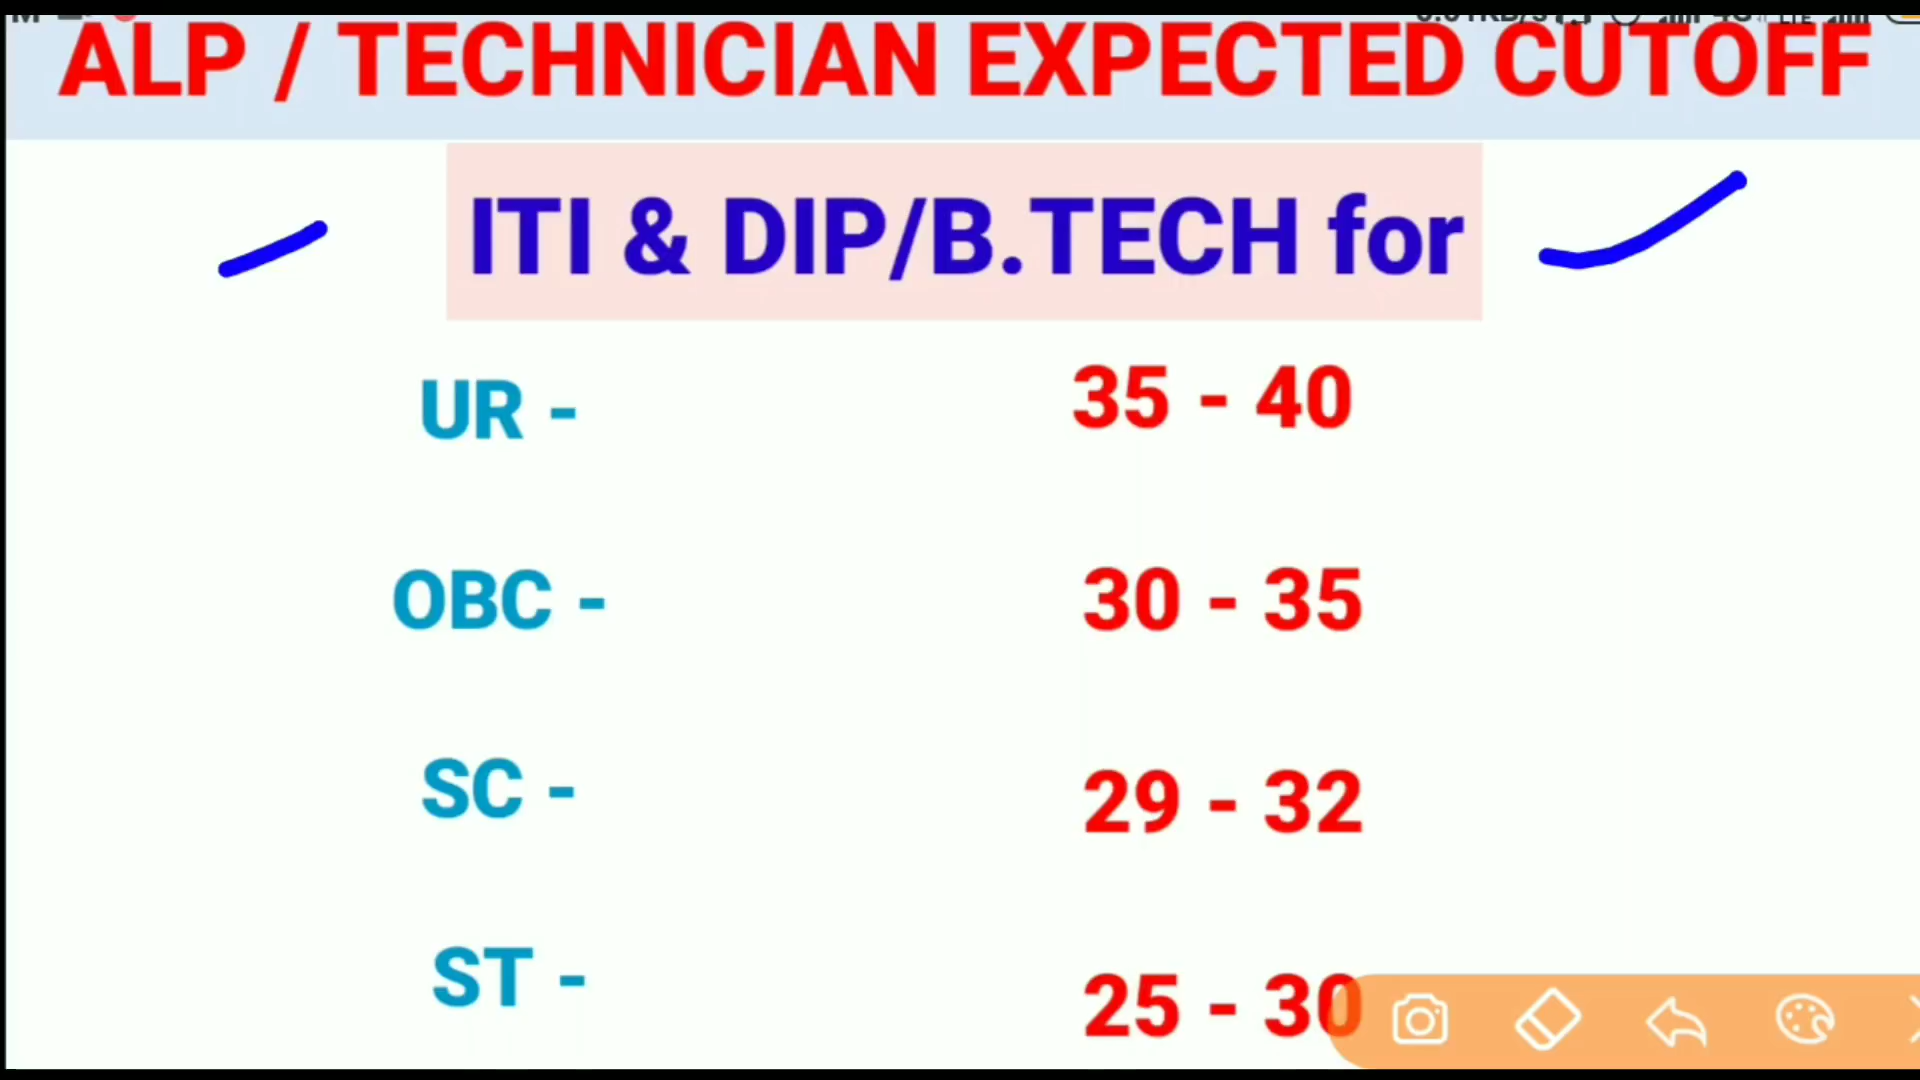 ALP / TECHNICIAN EXPECTED CUTOFF
ITI & DIP/B.TECH for
UR - 35 - 40
OBC - 30 - 35
SC - 29 - 32
ST - 25 - 30